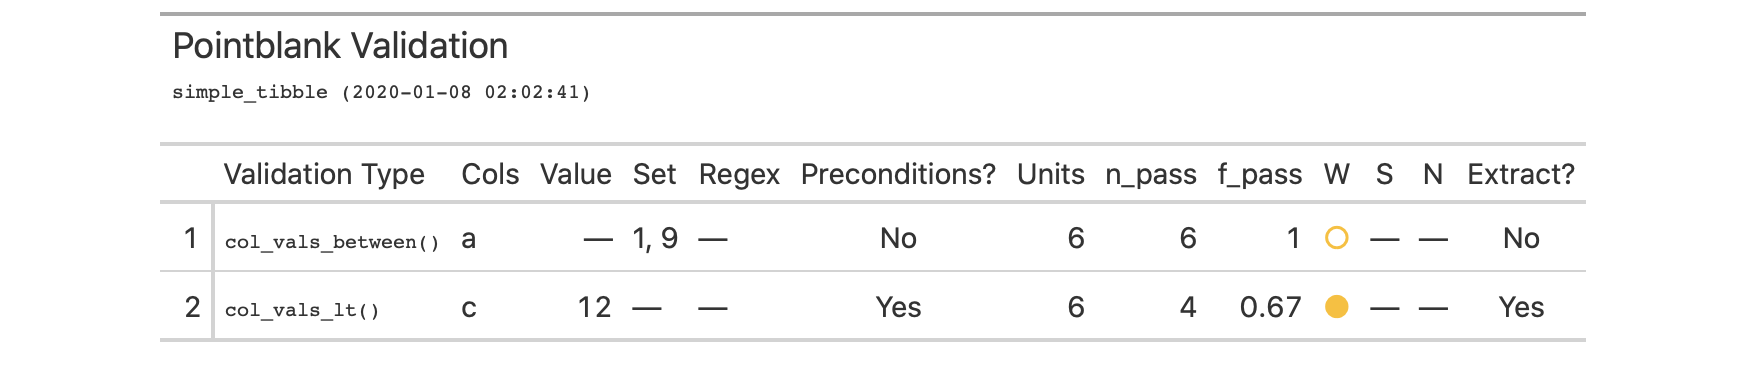 Pointblank Validation
simple_tibble (2020-01-08 02:02:41)
Validation Type Cols Value Set Regex Preconditions? Units n_pass f_pass W S N Extract?
1 col_vals_between() a — 1, 9 — No 6 6 1 ○ — — No
2 col_vals_lt() c 12 — — Yes 6 4 0.67 ● — — Yes